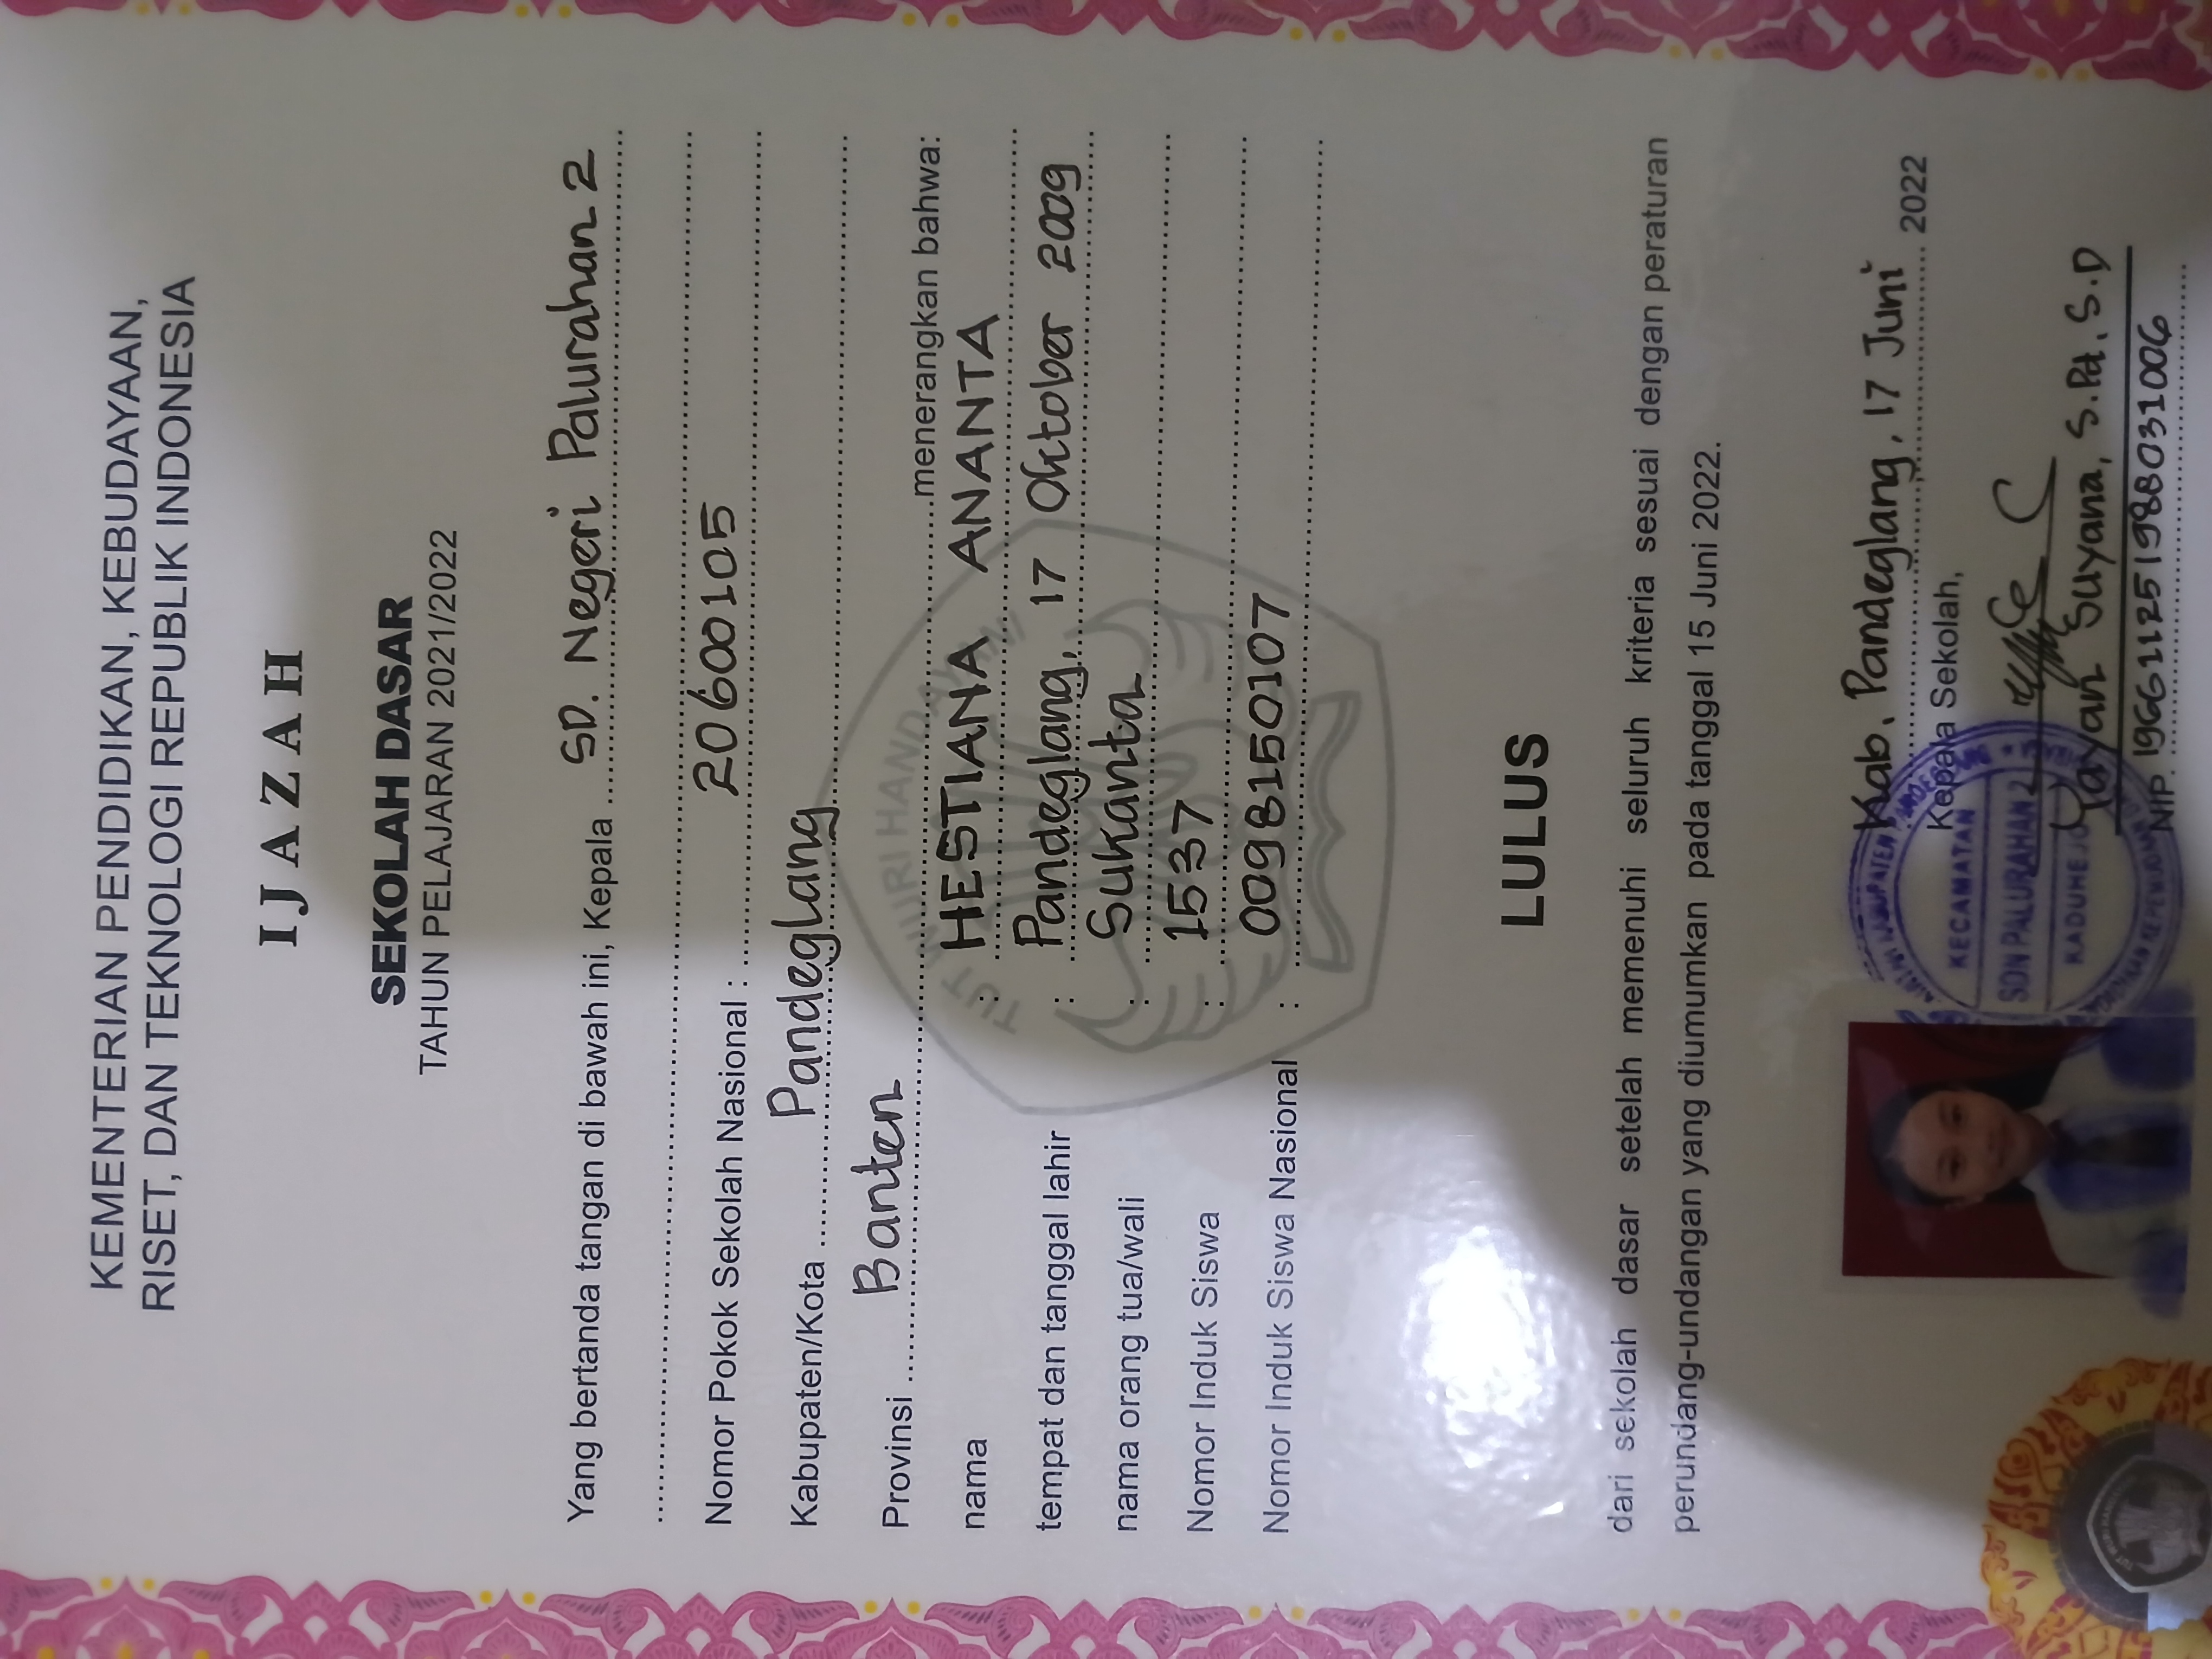 KEMENTERIAN PENDIDIKAN, KEBUDAYAAN,
RISET, DAN TEKNOLOGI REPUBLIK INDONESIA
IJAZAH
SEKOLAH DASAR
TAHUN PELAJARAN 2021/2022
Yang bertanda tangan di bawah ini, Kepala SD. Negeri Palurahan 2
Nomor Pokok Sekolah Nasional : 20600105
Kabupaten/Kota Pandeglang
Provinsi Banten menerangkan bahwa:
TUT WURI HANDAYANI
nama : HESTIANA ANANTA
tempat dan tanggal lahir : Pandeglang, 17 Oktober 2009
nama orang tua/wali : Sukanta
Nomor Induk Siswa : 1537
Nomor Induk Siswa Nasional : 0098150107
LULUS
dari sekolah dasar setelah memenuhi seluruh kriteria sesuai dengan peraturan
perundang-undangan yang diumumkan pada tanggal 15 Juni 2022.
Kab. Pandeglang, 17 Juni 2022
Kepala Sekolah,
KECAMATAN
SDN PALURAHAN 2
KADUHEJO
Yayan Suyana, S.Pd, S.D
NIP. 196611251988031006
TUT WURI HANDAYANI